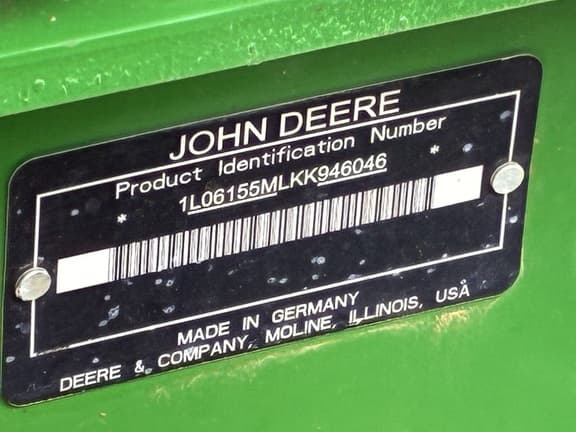 JOHN DEERE
Product Identification Number
* 1L06155MLKK946046 *
MADE IN GERMANY
DEERE & COMPANY, MOLINE, ILLINOIS, USA